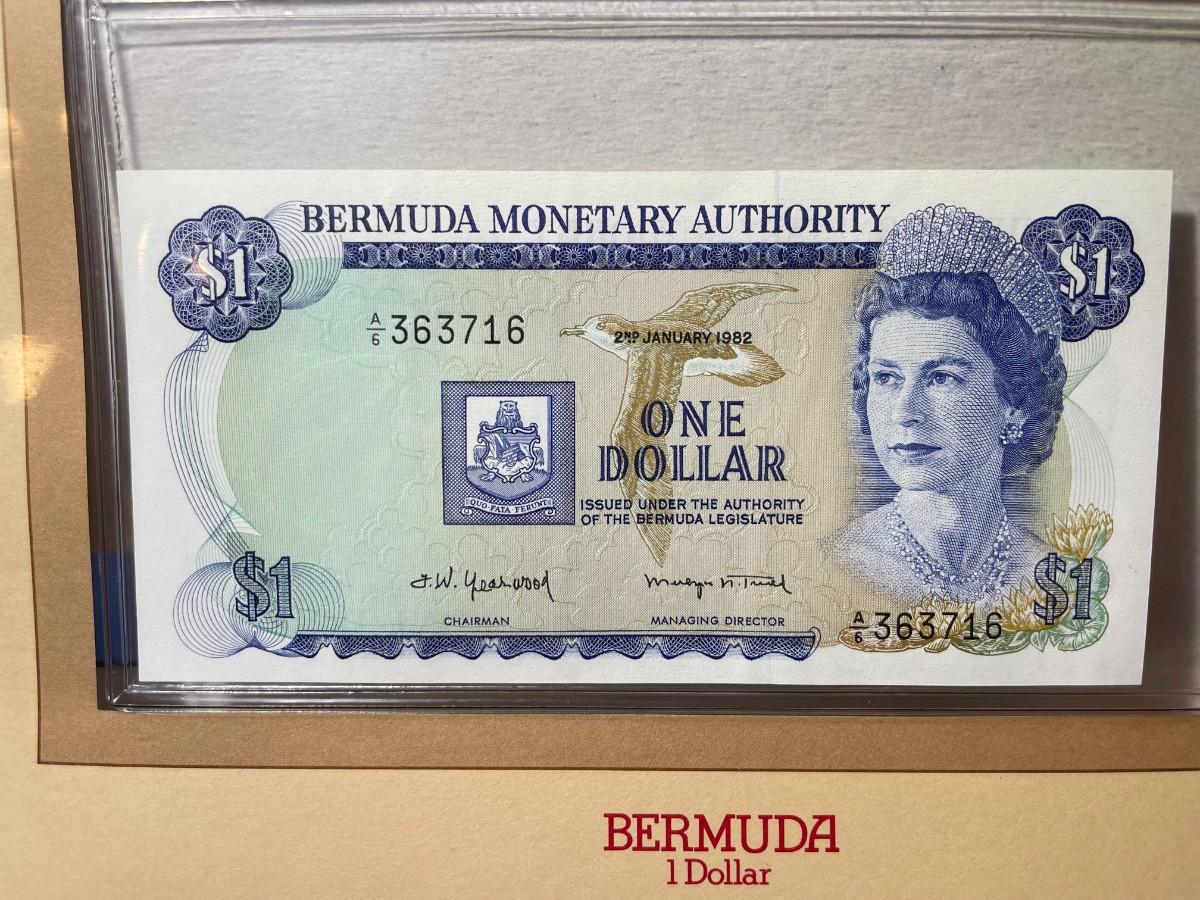 BERMUDA MONETARY AUTHORITY
$1
$1
A/6 363716
2ND JANUARY 1982
ONE
DOLLAR
QUO FATA FERUNT
ISSUED UNDER THE AUTHORITY
OF THE BERMUDA LEGISLATURE
$1
J.W. Yearwood
CHAIRMAN
MANAGING DIRECTOR
$1
A/6 363716
BERMUDA
1 Dollar